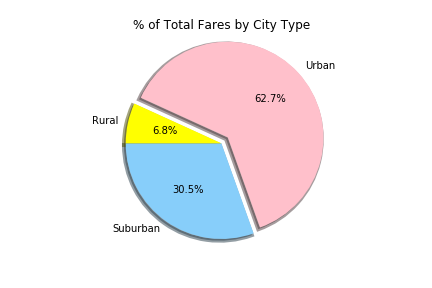 % of Total Fares by City Type
Urban
62.7%
Rural
6.8%
30.5%
Suburban